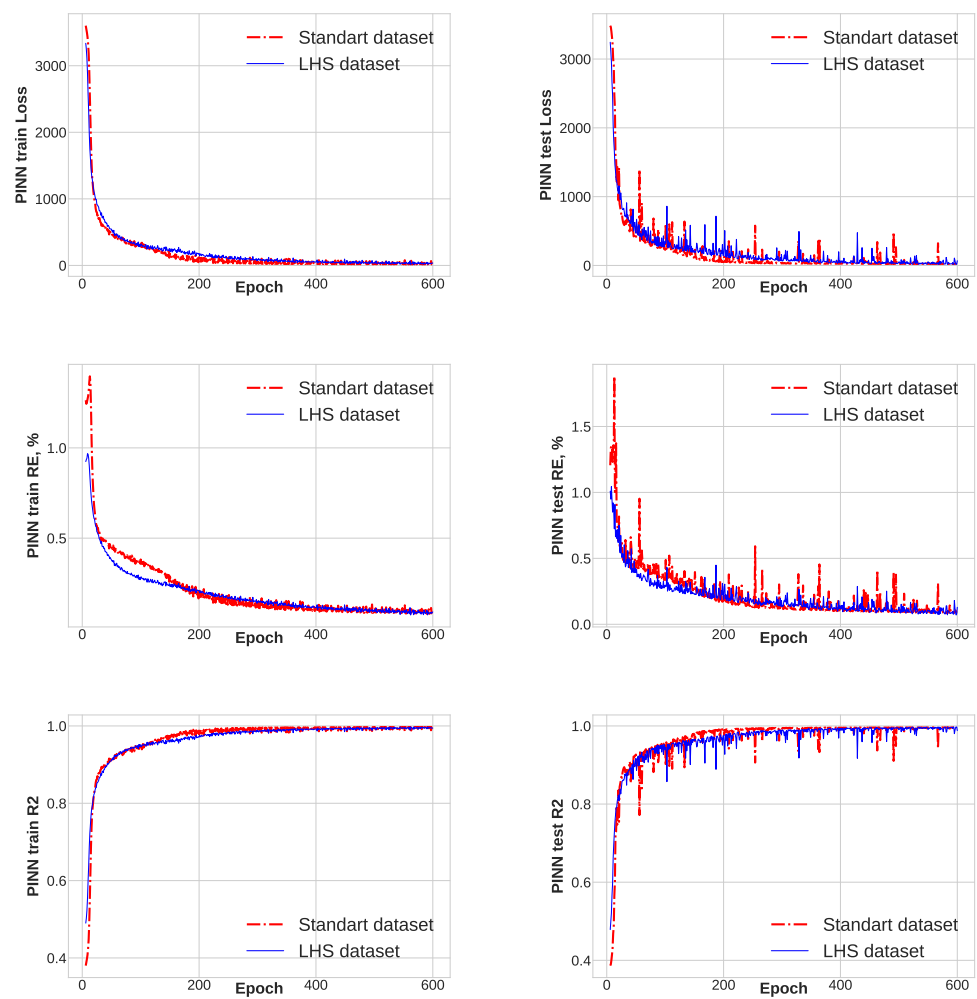 Standart dataset
LHS dataset
PINN train Loss
3000
2000
1000
0
0
200
400
600
Epoch
Standart dataset
LHS dataset
PINN test Loss
3000
2000
1000
0
0
200
400
600
Epoch
Standart dataset
LHS dataset
PINN train RE, %
1.0
0.5
0
200
400
600
Epoch
Standart dataset
LHS dataset
PINN test RE, %
1.5
1.0
0.5
0.0
0
200
400
600
Epoch
PINN train R2
1.0
0.8
0.6
0.4
Standart dataset
LHS dataset
0
200
400
600
Epoch
PINN test R2
1.0
0.8
0.6
0.4
Standart dataset
LHS dataset
0
200
400
600
Epoch